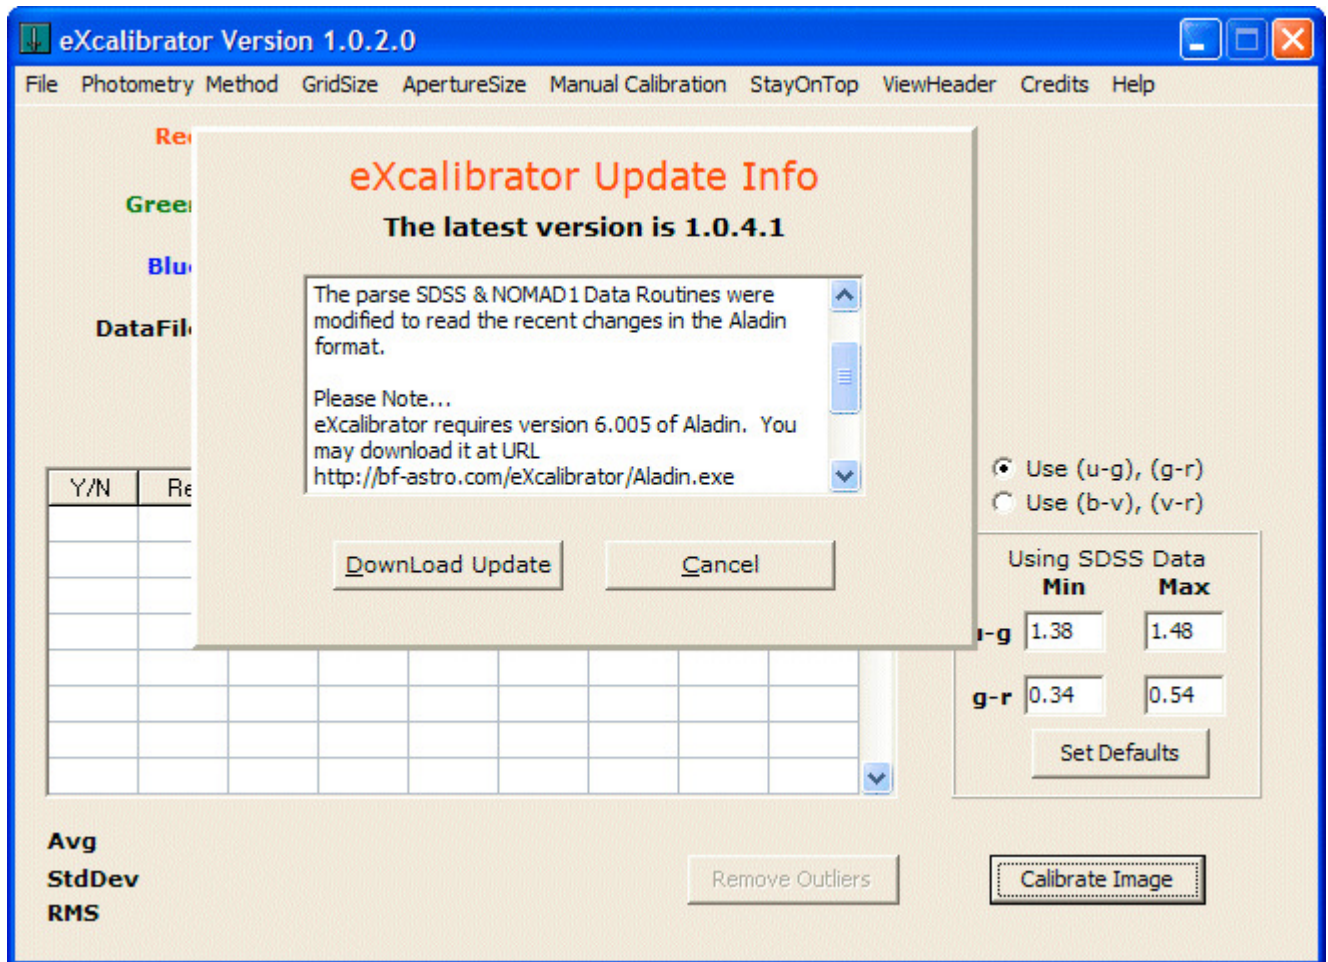 eXcalibrator Version 1.0.2.0
File Photometry Method GridSize ApertureSize Manual Calibration StayOnTop ViewHeader Credits Help
eXcalibrator Update Info
The latest version is 1.0.4.1
The parse SDSS & NOMAD1 Data Routines were
modified to read the recent changes in the Aladin
format.
Please Note...
eXcalibrator requires version 6.005 of Aladin. You
may download it at URL
http://bf-astro.com/eXcalibrator/Aladin.exe
DownLoad Update Cancel
Y/N
Use (u-g), (g-r)
Use (b-v), (v-r)
Using SDSS Data
Min Max
1.38 1.48
g-r 0.34 0.54
Set Defaults
Avg
StdDev
RMS
Remove Outliers Calibrate Image